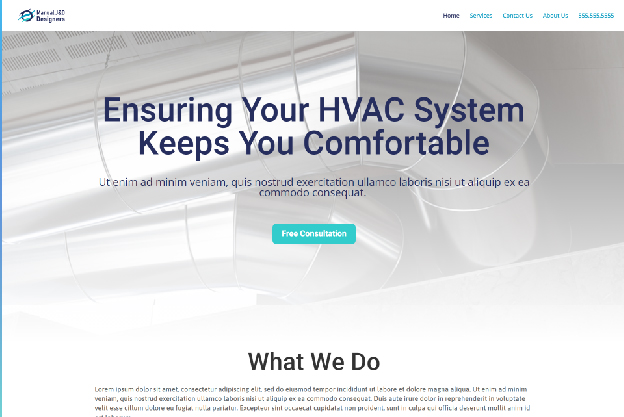 Designers
Home
Services
Contact Us
About Us
555.555.5555
Ensuring Your HVAC System
Keeps You Comfortable
Ut enim ad minim veniam, quis nostrud exercitation ullamco laboris nisi ut aliquip ex ea
commodo consequat.
Free Consultation
What We Do
Lorem ipsum dolor sit amet, consectetur adipiscing elit, sed do eiusmod tempor incididunt ut labore et dolore magna aliqua. Ut enim ad minim
veniam, quis nostrud exercitation ullamco laboris nisi ut aliquip ex ea commodo consequat. Duis aute irure dolor in reprehenderit in voluptate
velit esse cillum dolore eu fugiat nulla pariatur. Excepteur sint occaecat cupidatat non proident, sunt in culpa qui officia deserunt mollit anim id